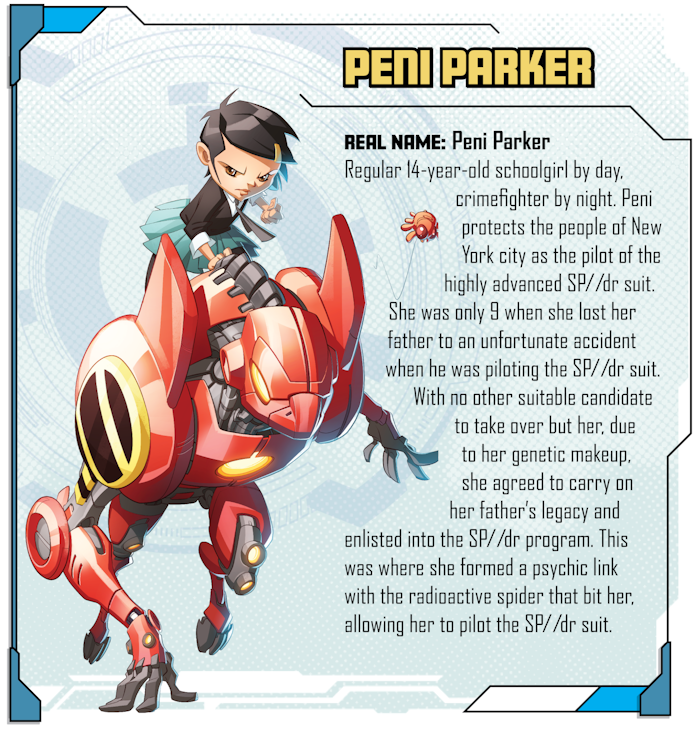 PENI PARKER
REAL NAME: Peni Parker
Regular 14-year-old schoolgirl by day,
crimefighter by night. Peni
protects the people of New
York city as the pilot of the
highly advanced SP//dr suit.
She was only 9 when she lost her
father to an unfortunate accident
when he was piloting the SP//dr suit.
With no other suitable candidate
to take over but her, due
to her genetic makeup,
she agreed to carry on
her father's legacy and
enlisted into the SP//dr program. This
was where she formed a psychic link
with the radioactive spider that bit her,
allowing her to pilot the SP//dr suit.